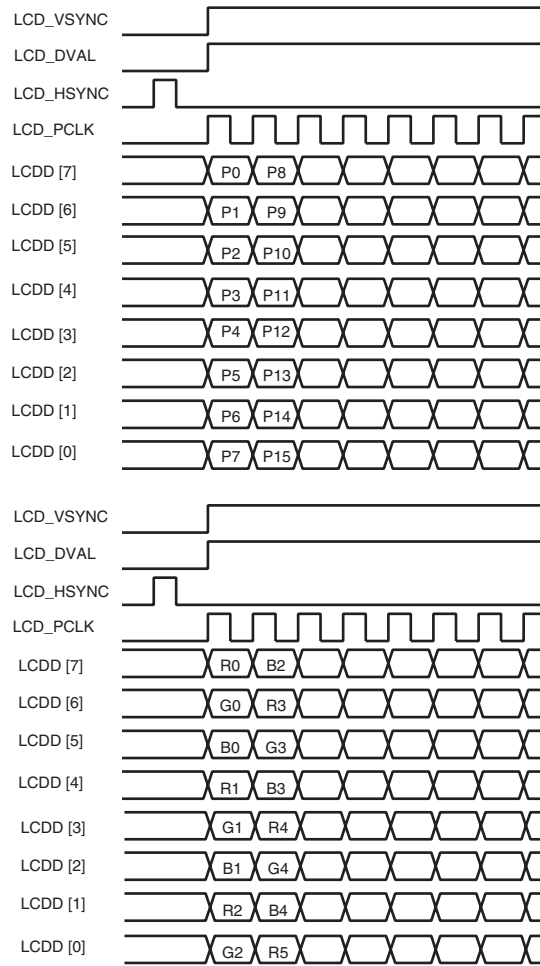 LCD_VSYNC
LCD_DVAL
LCD_HSYNC
LCD_PCLK
LCDD [7] P0 P8
LCDD [6] P1 P9
LCDD [5] P2 P10
LCDD [4] P3 P11
LCDD [3] P4 P12
LCDD [2] P5 P13
LCDD [1] P6 P14
LCDD [0] P7 P15
LCD_VSYNC
LCD_DVAL
LCD_HSYNC
LCD_PCLK
LCDD [7] R0 B2
LCDD [6] G0 R3
LCDD [5] B0 G3
LCDD [4] R1 B3
LCDD [3] G1 R4
LCDD [2] B1 G4
LCDD [1] R2 B4
LCDD [0] G2 R5